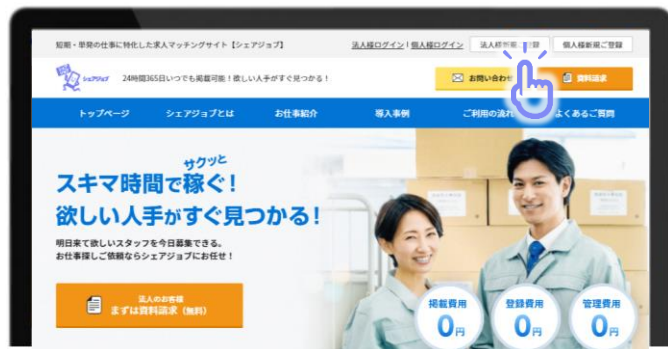 短期・単発の仕事に特化した求人マッチングサイト【シェアジョブ】
法人様ログイン | 個人様ログイン
法人様新規ご登録
個人様新規ご登録
シェアジョブ
24時間365日いつでも掲載可能！欲しい人手がすぐ見つかる！
お問い合わせ
資料請求
トップページ
シェアジョブとは
お仕事紹介
導入事例
ご利用の流れ
よくあるご質問
サクッと
スキマ時間で稼ぐ！
欲しい人手がすぐ見つかる！
明日来て欲しいスタッフを今日募集できる。
お仕事探しご依頼ならシェアジョブにお任せ！
法人のお客様
まずは資料請求（無料）
掲載費用
0円
登録費用
0円
管理費用
0円